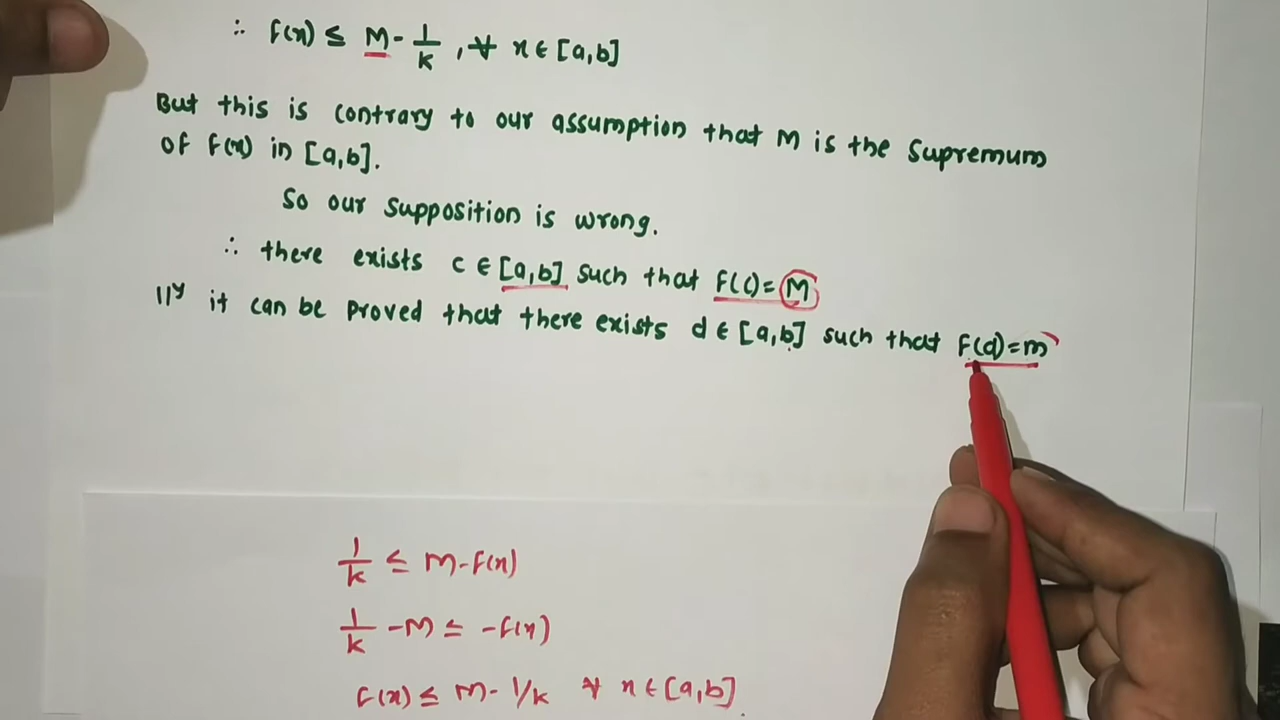 ∴ f(x) ≤ M - 1/k , ∀ x ∈ [a,b]
But this is contrary to our assumption that M is the supremum
of f(x) in [a,b].
So our supposition is wrong.
∴ there exists c ∈ [a,b] such that f(c) = M
|||ly it can be proved that there exists d ∈ [a,b] such that f(d) = m
1/k ≤ M - f(x)
1/k - M ≤ -f(x)
f(x) ≤ M - 1/k ∀ x ∈ [a,b].